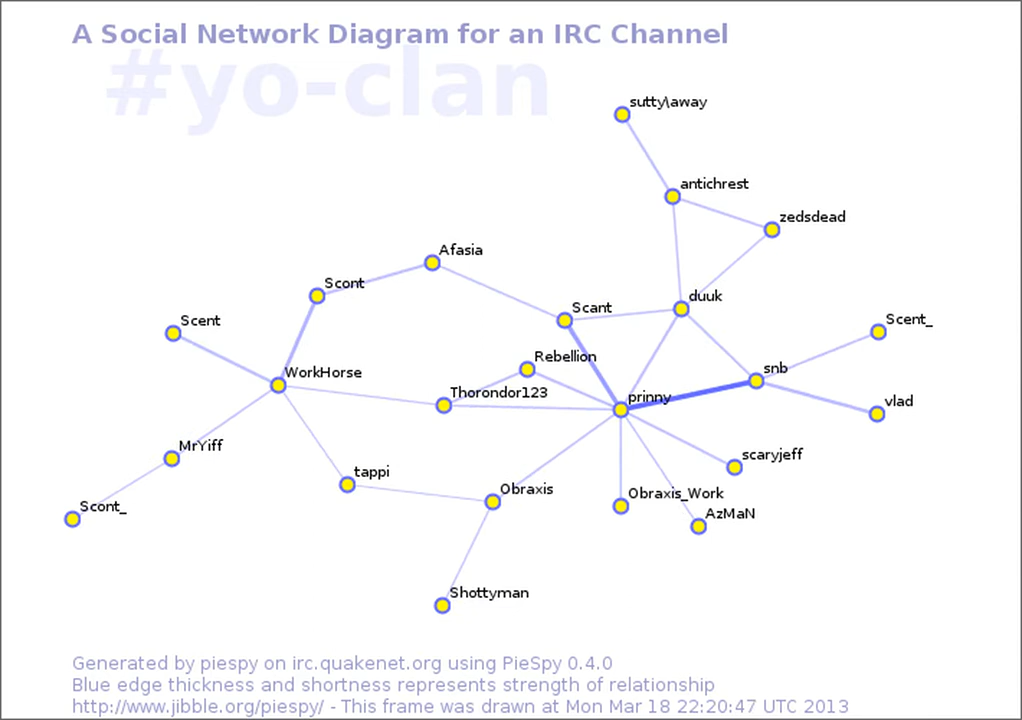 A Social Network Diagram for an IRC Channel
#yo-clan
sutty\away
antichrest
zedsdead
Afasia
Scont
duuk
Scant
Scent
Scent_
Rebellion
WorkHorse
snb
Thorondor123
prinny
vlad
MrYiff
scaryjeff
tappi
Obraxis
Obraxis_Work
Scont_
AzMaN
Shottyman
Generated by piespy on irc.quakenet.org using PieSpy 0.4.0
Blue edge thickness and shortness represents strength of relationship
http://www.jibble.org/piespy/ - This frame was drawn at Mon Mar 18 22:20:47 UTC 2013